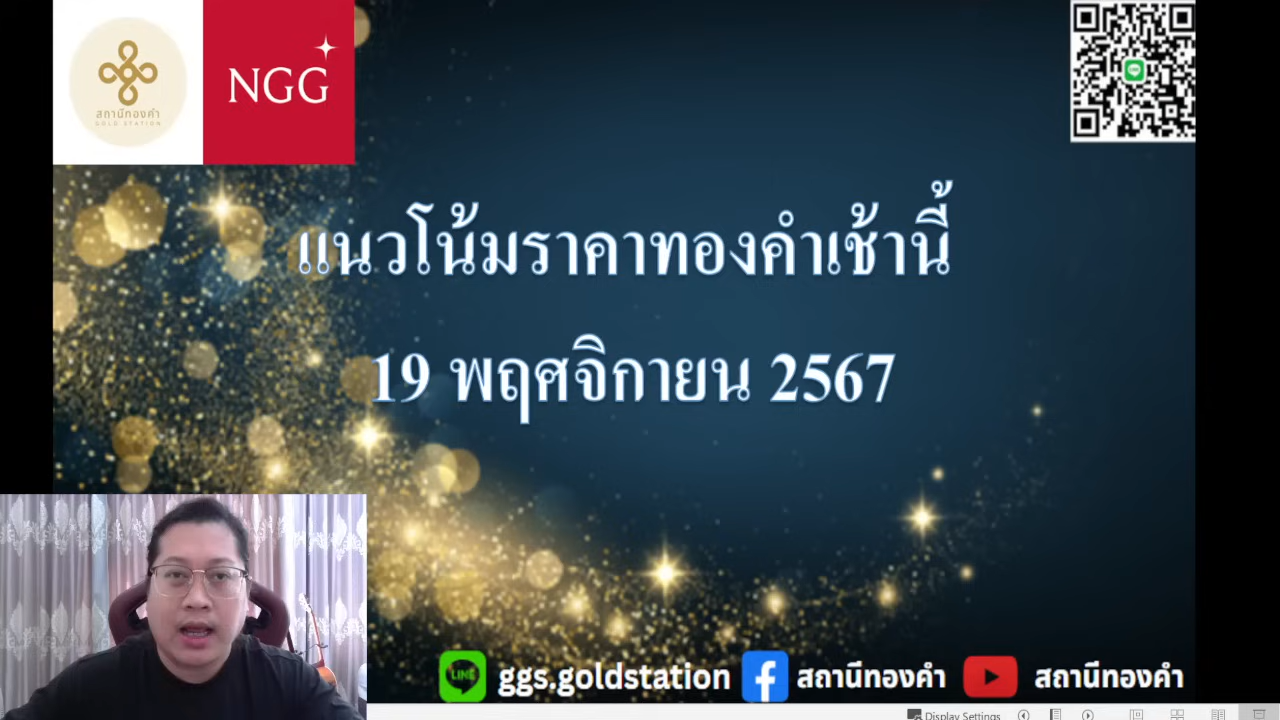 สถานีทองคำ
GOLD STATION
NGG
แนวโน้มราคาทองคำเช้านี้
19 พฤศจิกายน 2567
LINE
ggs.goldstation
สถานีทองคำ
สถานีทองคำ
Display Settings